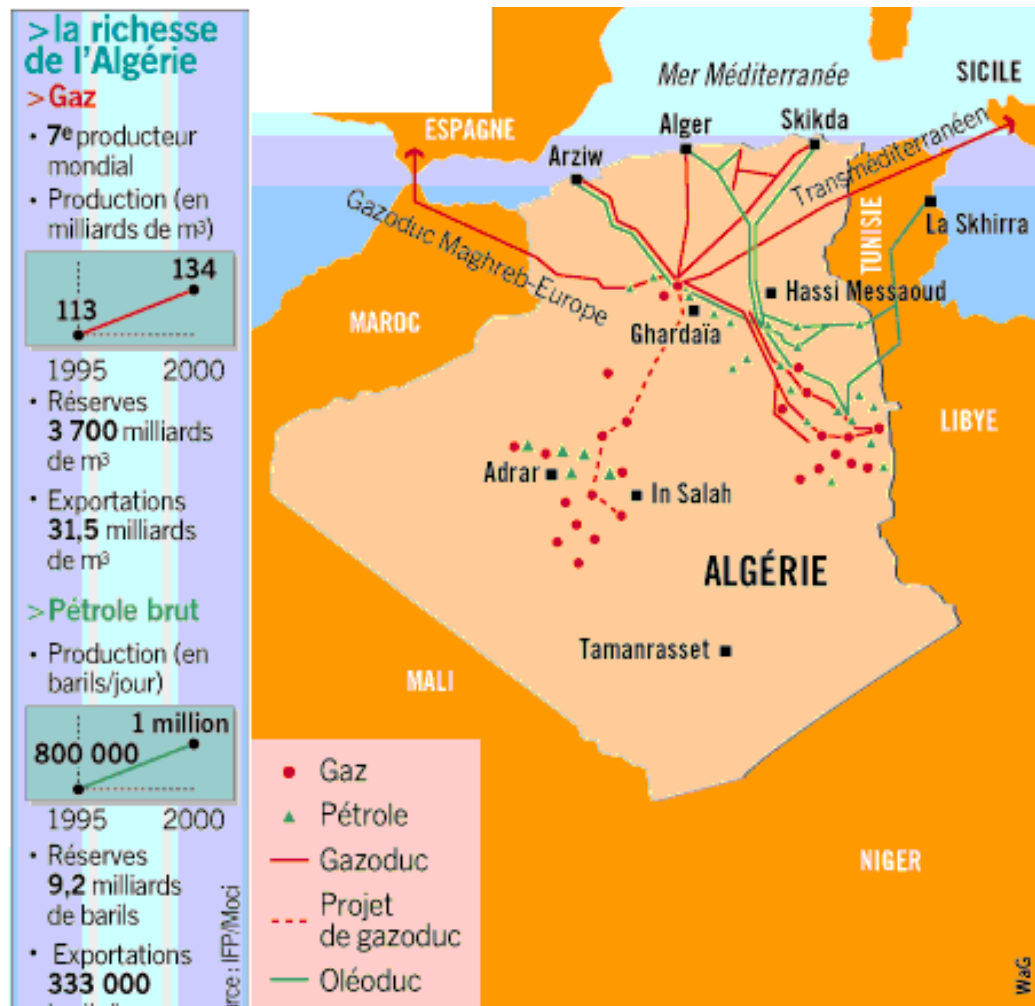 > la richesse
de l'Algérie
> Gaz
• 7e producteur
mondial
• Production (en
milliards de m³)
113
134
1995 2000
• Réserves
3 700 milliards
de m³
• Exportations
31,5 milliards
de m³
> Pétrole brut
• Production (en
barils/jour)
800 000
1 million
1995 2000
• Réserves
9,2 milliards
de barils
• Exportations
333 000
: IFP/Moci
Mer Méditerranée
SICILE
ESPAGNE
Alger
Skikda
Arziw
Transméditerranéen
Gazoduc Maghreb-Europe
TUNISIE
La Skhirra
Hassi Messaoud
MAROC
Ghardaïa
LIBYE
Adrar
In Salah
ALGÉRIE
Tamanrasset
MALI
NIGER
Gaz
Pétrole
Gazoduc
Projet
de gazoduc
Oléoduc
WaG